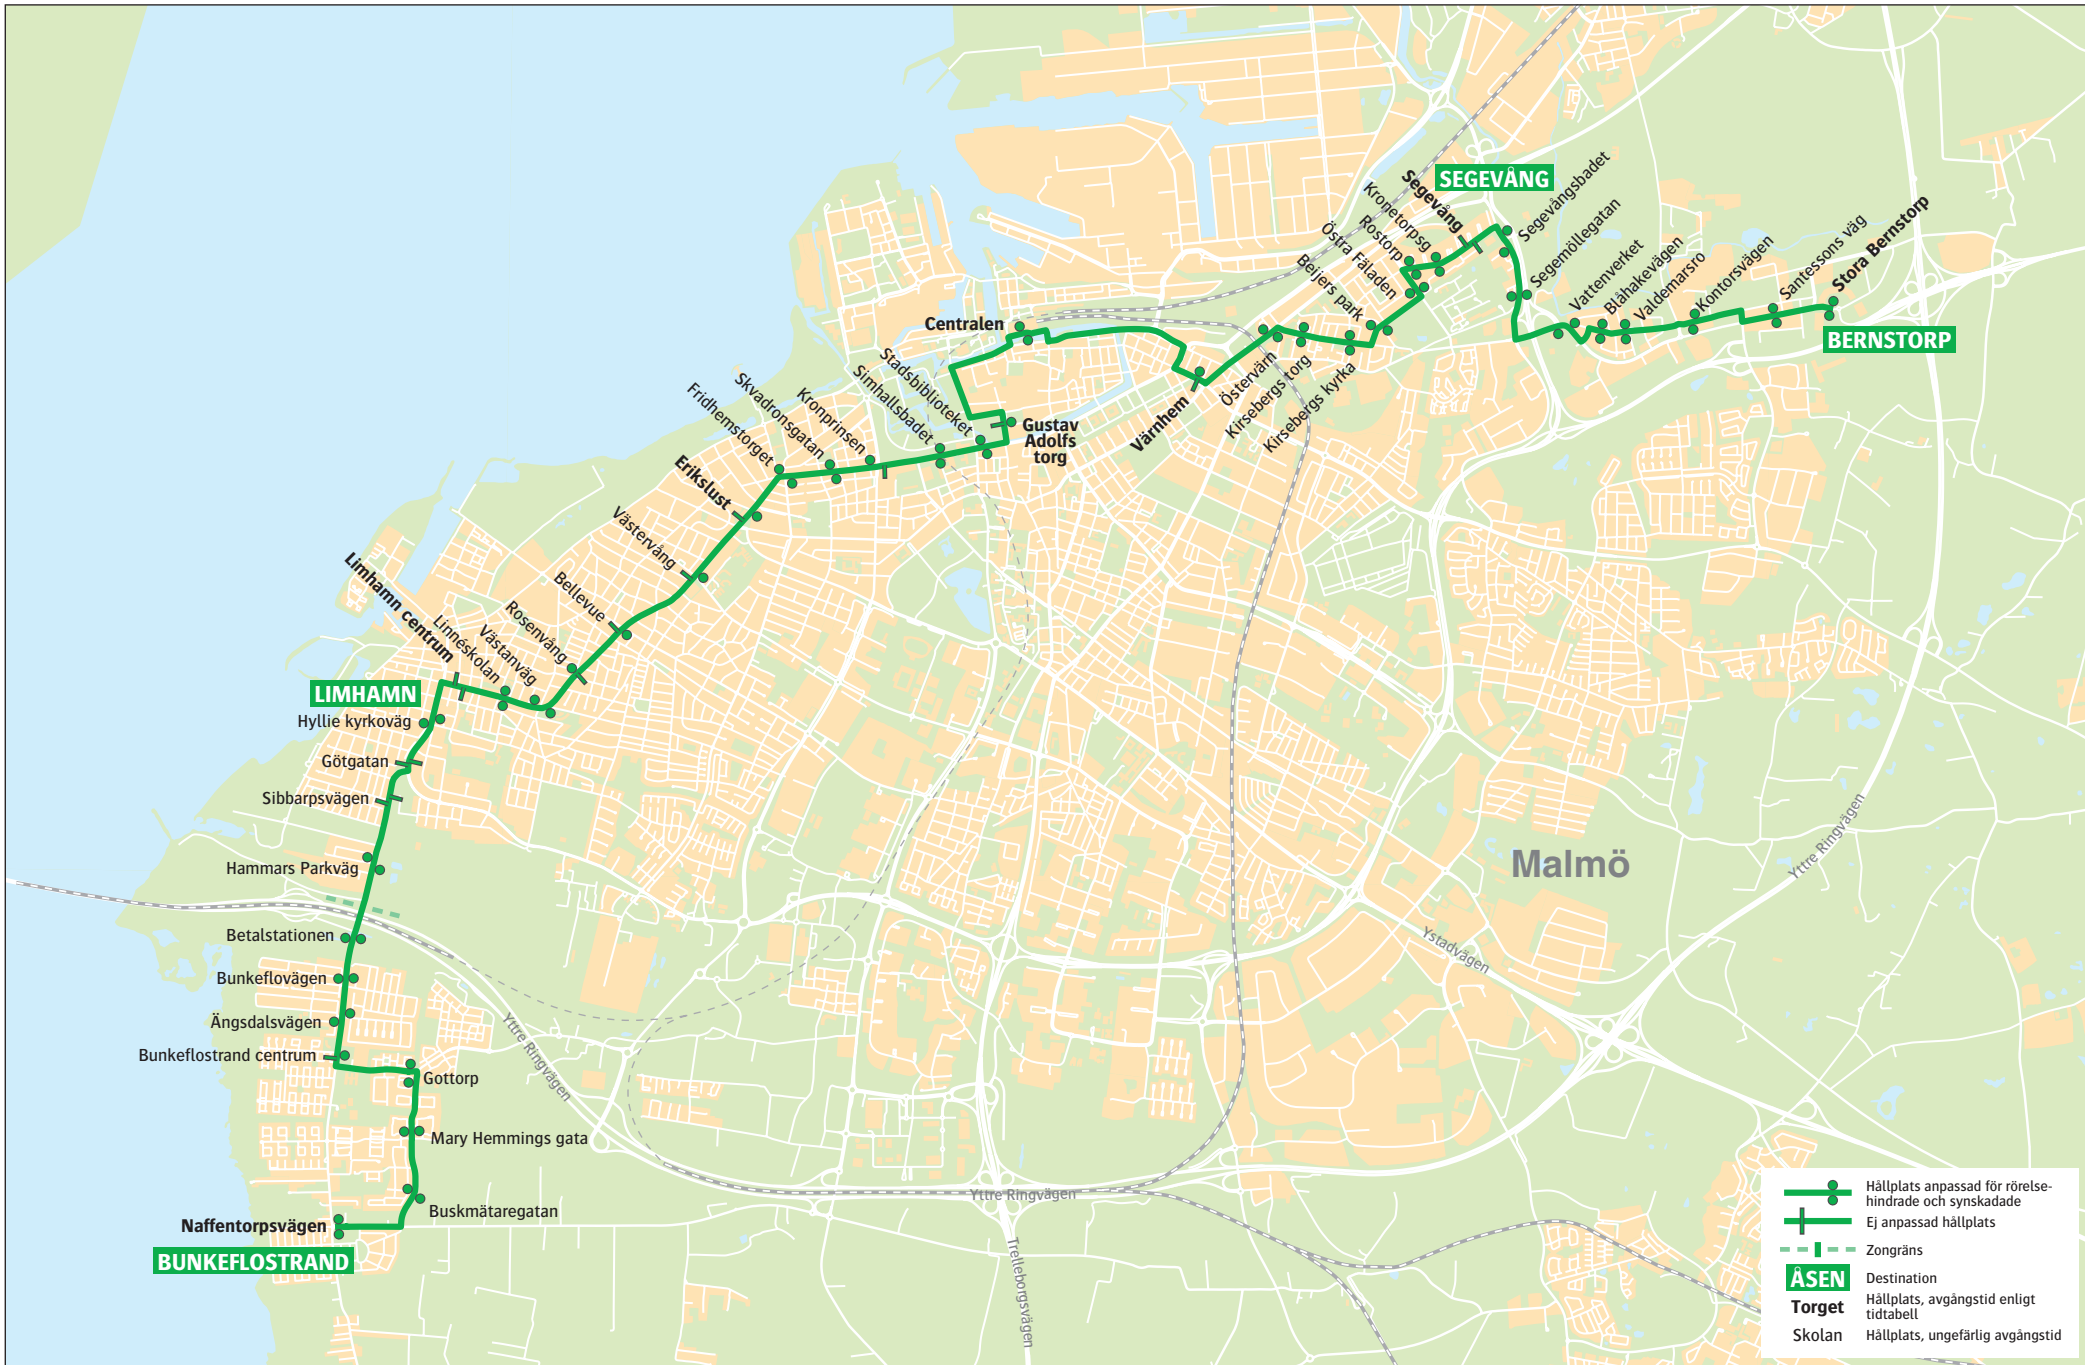 SEGEVÅNG
Segevång
Segevångsbadet
Kronetorpsg
Rostorp
Östra Fäladen
Beijers park
Segemöllegatan
Vattenverket
Blåhakevägen
Valdemarsro
Kontorsvägen
Santessons väg
Stora Bernstorp
BERNSTORP
Centralen
Stadsbiblioteket
Simhallsbadet
Kronprinsen
Skvadronsgatan
Fridhemstorget
Gustav
Adolfs
torg
Värnhem
Östervärn
Kirsebergs torg
Kirsebergs kyrka
Erikslust
Västervång
Bellevue
Rosenvång
Västanväg
Linnéskolan
Limhamn centrum
LIMHAMN
Hyllie kyrkoväg
Götgatan
Sibbarpsvägen
Hammars Parkväg
Betalstationen
Bunkeflovägen
Ängsdalsvägen
Bunkeflostrand centrum
Gottorp
Mary Hemmings gata
Buskmätaregatan
Naffentorpsvägen
BUNKEFLOSTRAND
Malmö
Yttre Ringvägen
Ystadvägen
Yttre Ringvägen
Yttre Ringvägen
Trelleborgsvägen
Hållplats anpassad för rörelse-
hindrade och synskadade
Ej anpassad hållplats
Zongräns
ÅSEN Destination
Torget Hållplats, avgångstid enligt
tidtabell
Skolan Hållplats, ungefärlig avgångstid